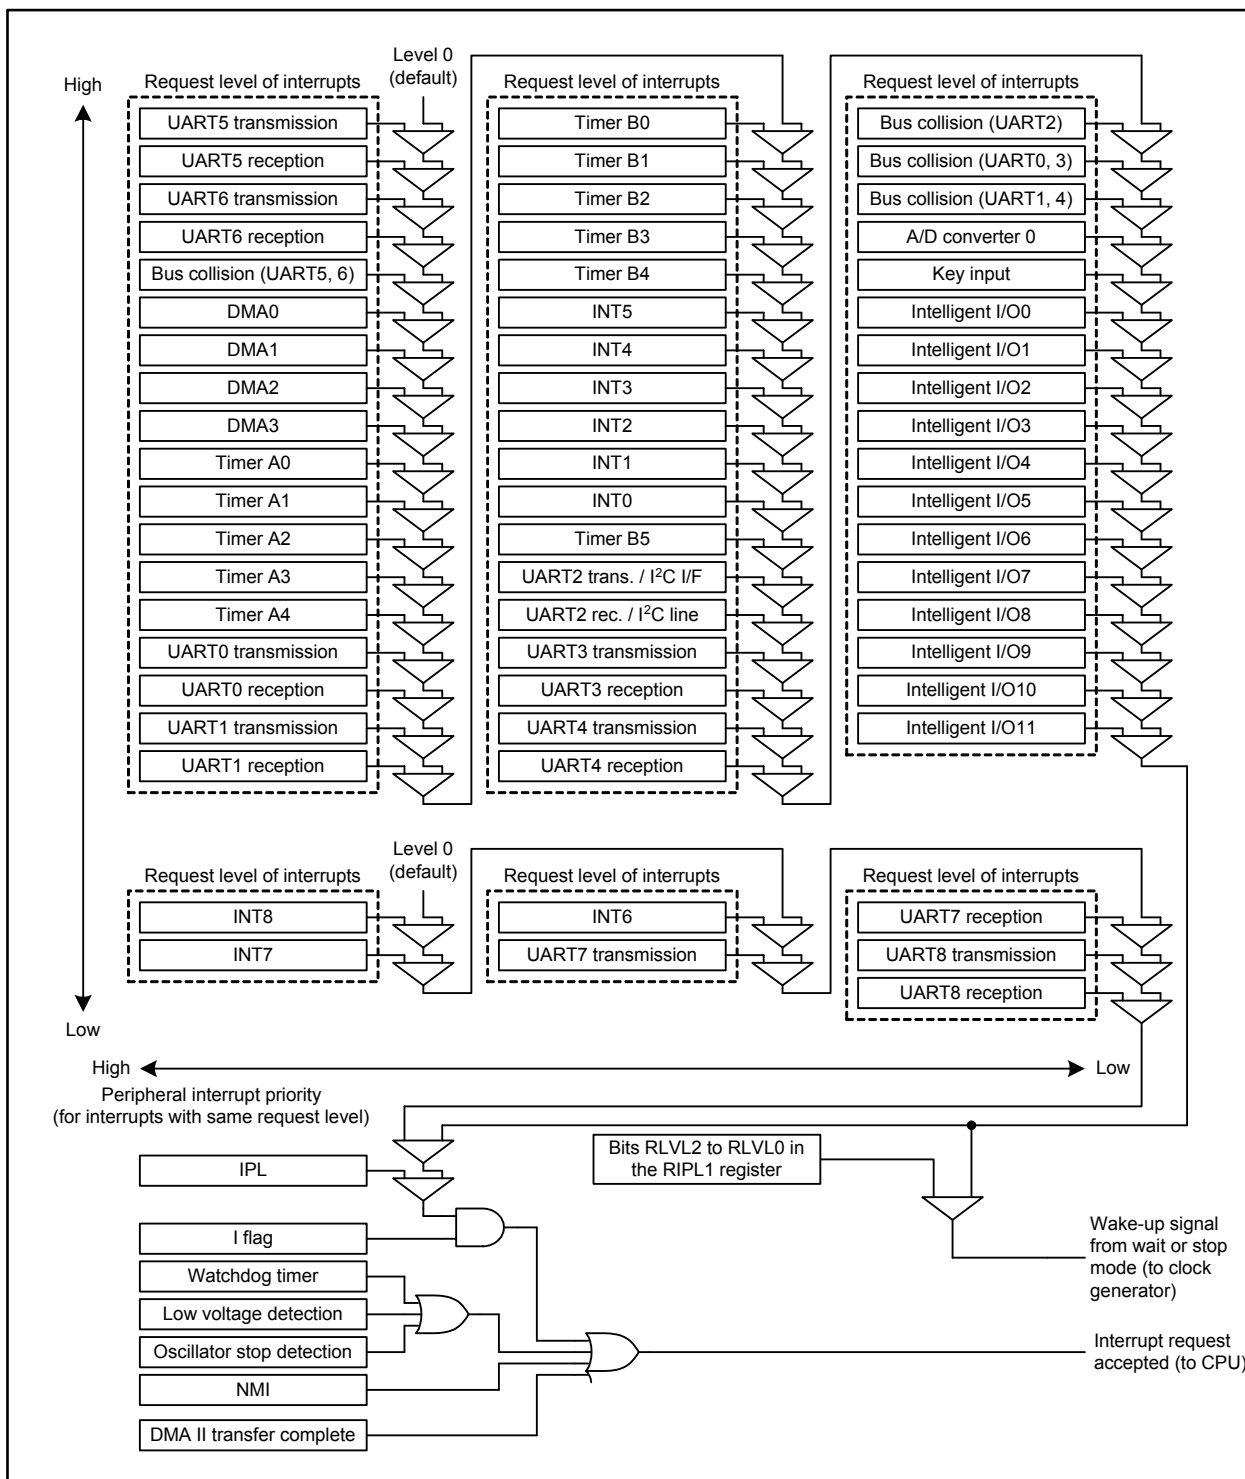 High
Level 0
(default)
Request level of interrupts
UART5 transmission
UART5 reception
UART6 transmission
UART6 reception
Bus collision (UART5, 6)
DMA0
DMA1
DMA2
DMA3
Timer A0
Timer A1
Timer A2
Timer A3
Timer A4
UART0 transmission
UART0 reception
UART1 transmission
UART1 reception
Request level of interrupts
Timer B0
Timer B1
Timer B2
Timer B3
Timer B4
INT5
INT4
INT3
INT2
INT1
INT0
Timer B5
UART2 trans. / I²C I/F
UART2 rec. / I²C line
UART3 transmission
UART3 reception
UART4 transmission
UART4 reception
Request level of interrupts
Bus collision (UART2)
Bus collision (UART0, 3)
Bus collision (UART1, 4)
A/D converter 0
Key input
Intelligent I/O0
Intelligent I/O1
Intelligent I/O2
Intelligent I/O3
Intelligent I/O4
Intelligent I/O5
Intelligent I/O6
Intelligent I/O7
Intelligent I/O8
Intelligent I/O9
Intelligent I/O10
Intelligent I/O11
Level 0
(default)
Request level of interrupts
INT8
INT7
Request level of interrupts
INT6
UART7 transmission
Request level of interrupts
UART7 reception
UART8 transmission
UART8 reception
Low
High
Low
Peripheral interrupt priority
(for interrupts with same request level)
IPL
Bits RLVL2 to RLVL0 in
the RIPL1 register
I flag
Watchdog timer
Low voltage detection
Oscillator stop detection
NMI
DMA II transfer complete
Wake-up signal
from wait or stop
mode (to clock
generator)
Interrupt request
accepted (to CPU)